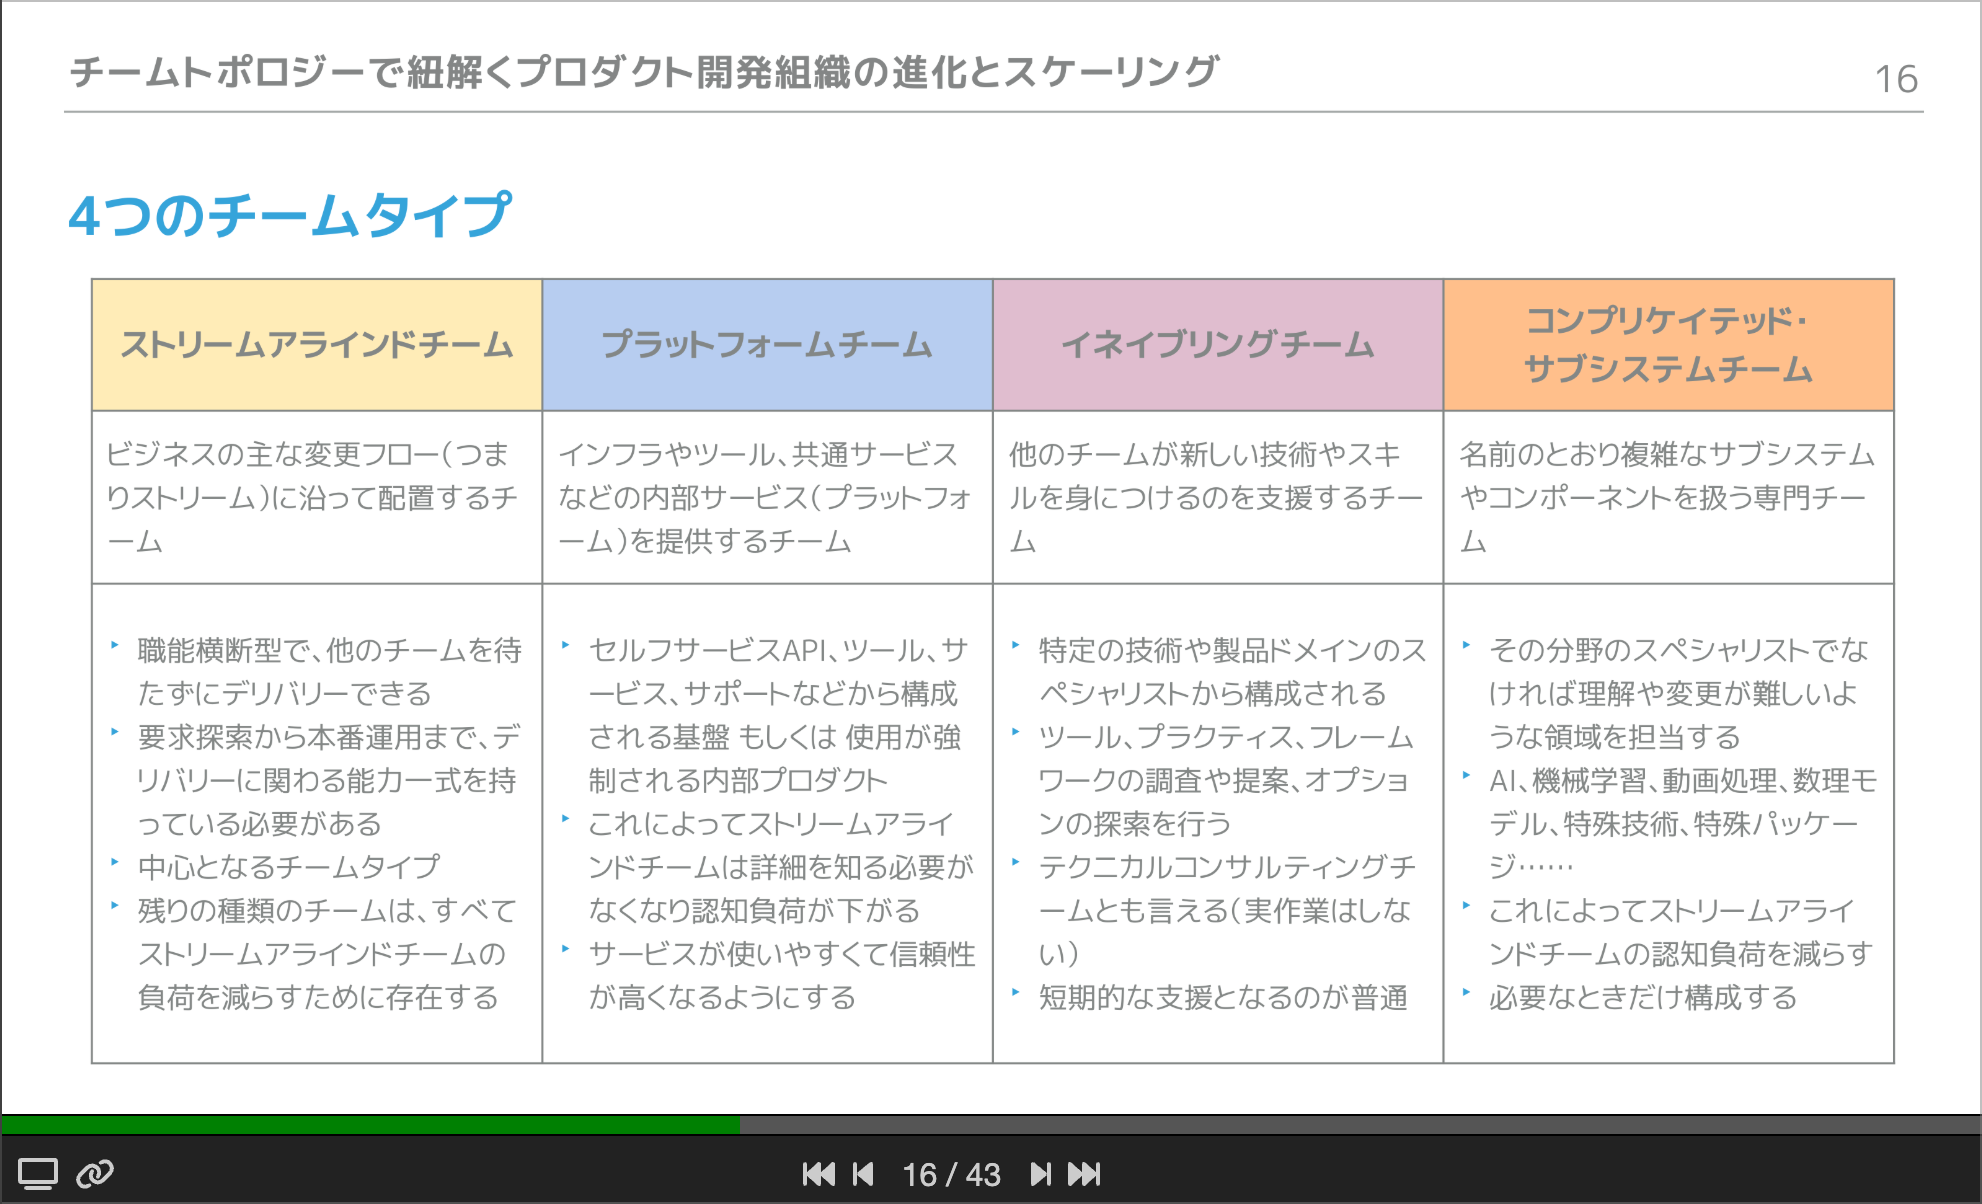 チームトポロジーで紐解くプロダクト開発組織の進化とスケーリング
16
4つのチームタイプ
ストリームアラインドチーム
プラットフォームチーム
イネイブリングチーム
コンプリケイテッド・
サブシステムチーム
ビジネスの主な変更フロー(つま
りストリーム)に沿って配置するチ
ーム
インフラやツール、共通サービス
などの内部サービス(プラットフォ
ーム)を提供するチーム
他のチームが新しい技術やスキ
ルを身につけるのを支援するチー
ム
名前のとおり複雑なサブシステム
やコンポーネントを扱う専門チー
ム
‣ 職能横断型で、他のチームを待
たずにデリバリーできる
‣ 要求探索から本番運用まで、デ
リバリーに関わる能力一式を持
っている必要がある
‣ 中心となるチームタイプ
‣ 残りの種類のチームは、すべて
ストリームアラインドチームの
負荷を減らすために存在する
‣ セルフサービスAPI、ツール、サ
ービス、サポートなどから構成
される基盤 もしくは 使用が強
制される内部プロダクト
‣ これによってストリームアライ
ンドチームは詳細を知る必要が
なくなり認知負荷が下がる
‣ サービスが使いやすくて信頼性
が高くなるようにする
‣ 特定の技術や製品ドメインのス
ペシャリストから構成される
‣ ツール、プラクティス、フレーム
ワークの調査や提案、オプショ
ンの探索を行う
‣ テクニカルコンサルティングチ
ームとも言える(実作業はしな
い)
‣ 短期的な支援となるのが普通
‣ その分野のスペシャリストでな
ければ理解や変更が難しいよ
うな領域を担当する
‣ AI、機械学習、動画処理、数理モ
デル、特殊技術、特殊パッケー
ジ……
‣ これによってストリームアライ
ンドチームの認知負荷を減らす
‣ 必要なときだけ構成する
16 / 43